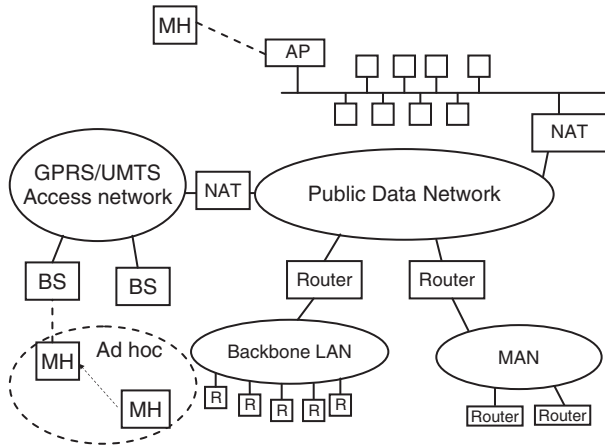 MH
AP
NAT
GPRS/UMTS
Access network
NAT
Public Data Network
BS
BS
Router
Router
Ad hoc
MH
MH
Backbone LAN
MAN
R
R
R
R
R
Router
Router